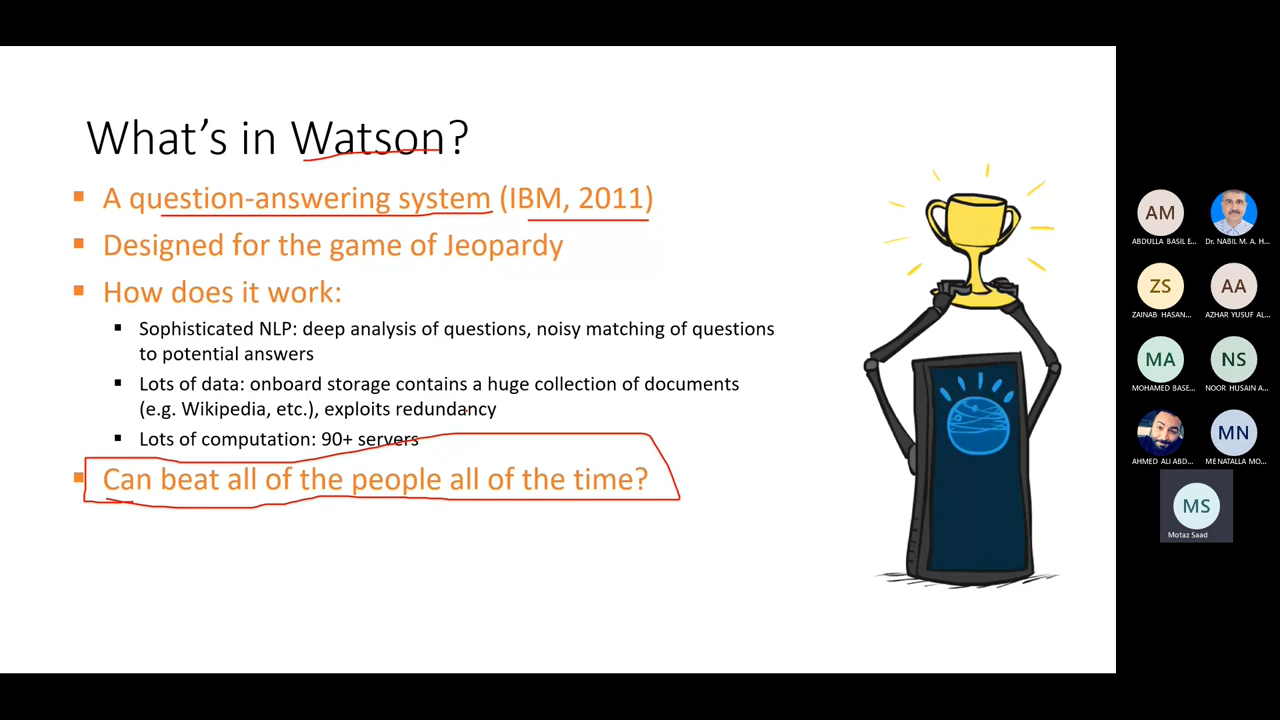 What's in Watson?
▪ A question-answering system (IBM, 2011)
▪ Designed for the game of Jeopardy
▪ How does it work:
▪ Sophisticated NLP: deep analysis of questions, noisy matching of questions
to potential answers
▪ Lots of data: onboard storage contains a huge collection of documents
(e.g. Wikipedia, etc.), exploits redundancy
▪ Lots of computation: 90+ servers
▪ Can beat all of the people all of the time?
AM
ABDULLA BASIL E...
Dr. NABIL M. A. H...
ZS
ZAINAB HASAN...
AA
AZHAR YUSUF AL...
MA
MOHAMED BASE...
NS
NOOR HUSAIN A...
AHMED ALI ABD...
MN
MENATALLA MO...
MS
Motaz Saad